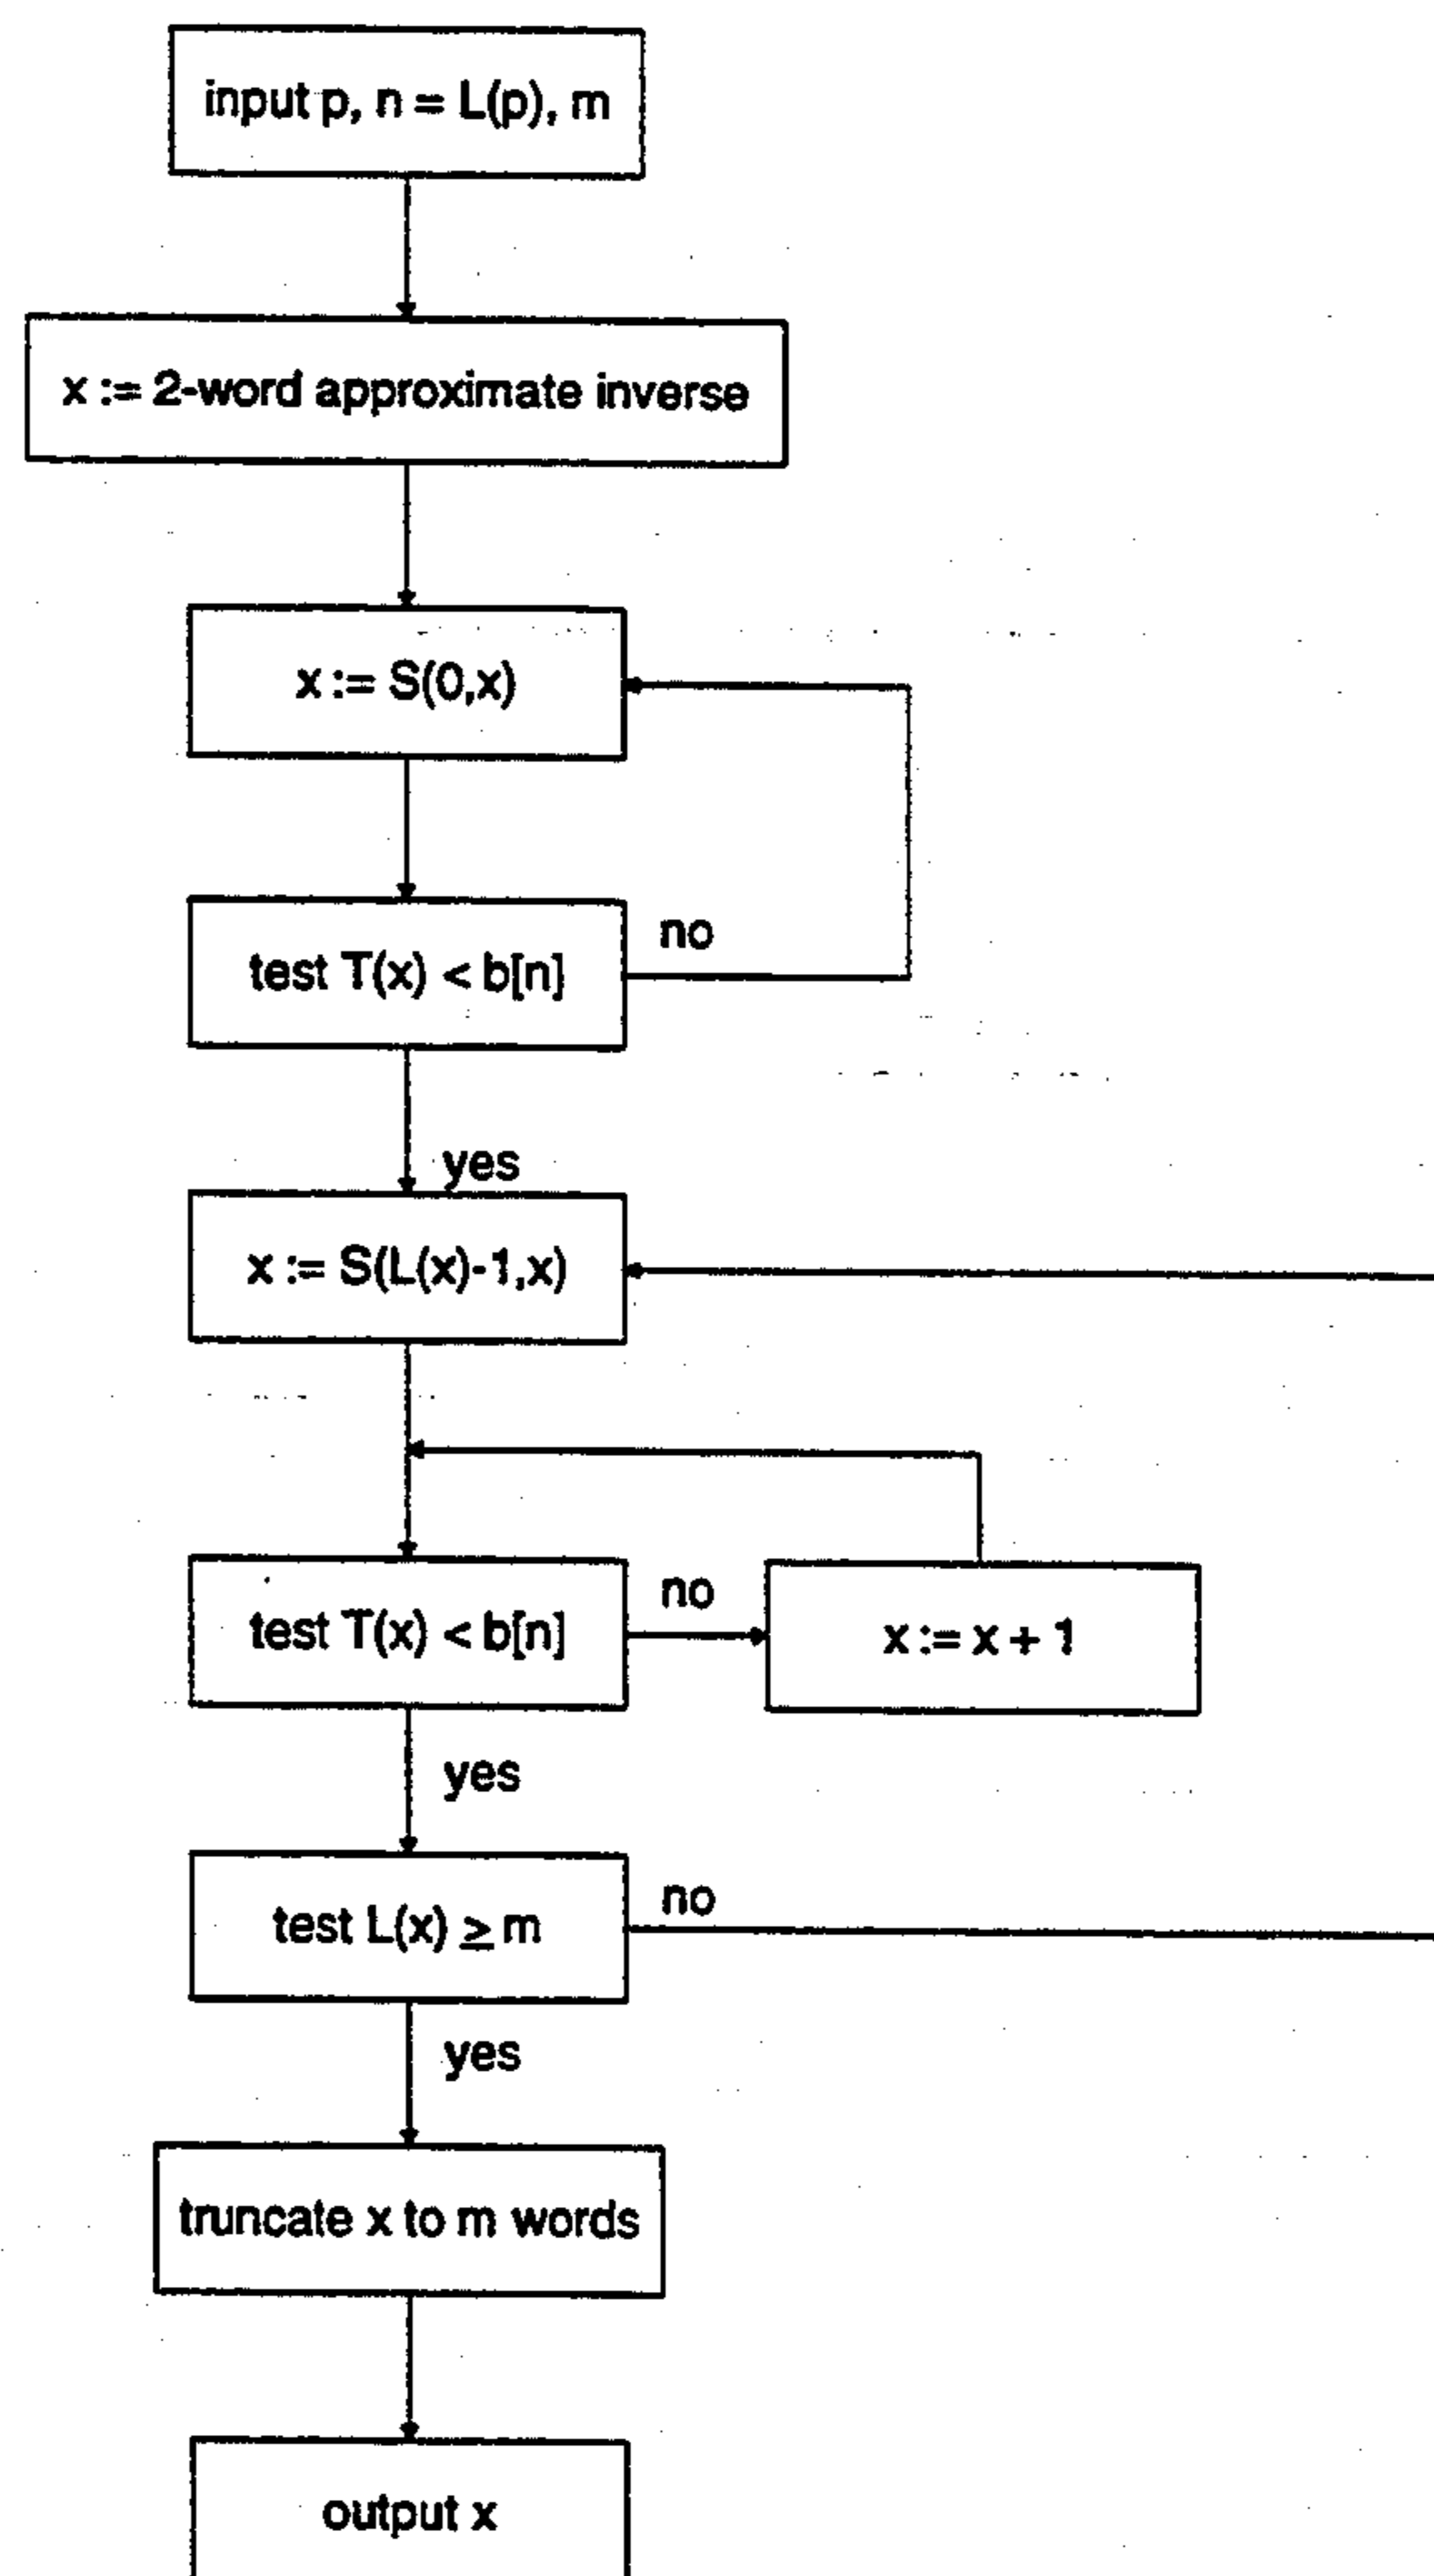 input p, n = L(p), m
x := 2-word approximate inverse
x := S(0,x)
test T(x) < b[n]
no
yes
x := S(L(x)-1,x)
test T(x) < b[n]
no
x := x + 1
yes
test L(x) ≥ m
no
yes
truncate x to m words
output x